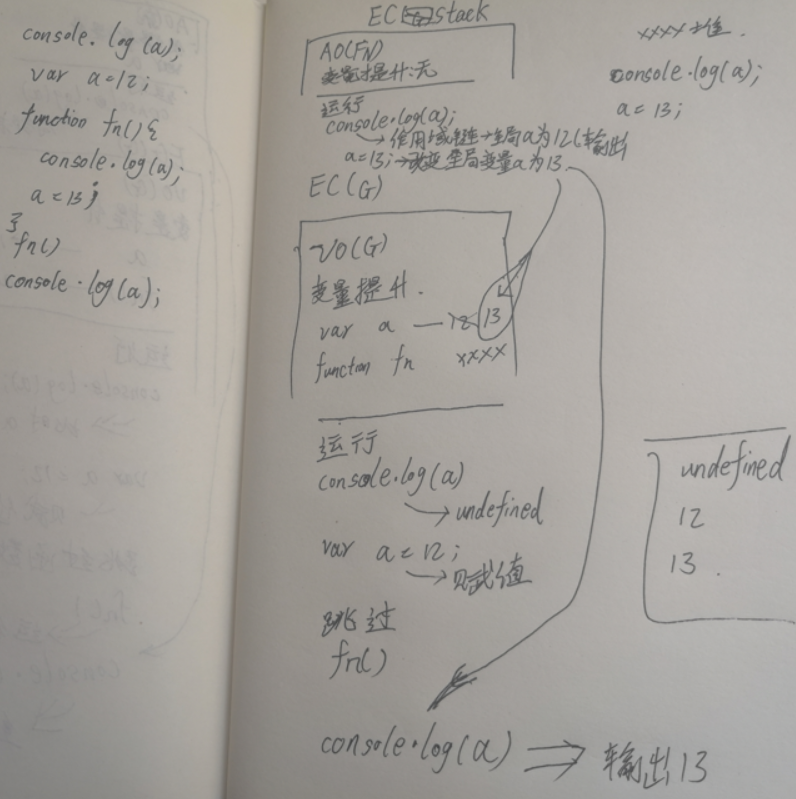 console.log(a);
var a=12;
function fn(){
console.log(a);
a=13;
}
fn()
console.log(a);
EC Stack
AO(FN)
变量提升:无
运行
console.log(a);
→作用域链→全局a为12(输出)
a=13;→改变全局变量a为13
EC(G)
VO(G)
变量提升.
var a — 12 13
functon fn xxxx
运行
console.log(a)
→undefined
var a=12;
→赋值
跳过
fn()
console.log(a) ⇒ 输出13
xxxx堆.
console.log(a);
a=13;
undefined
12
13.